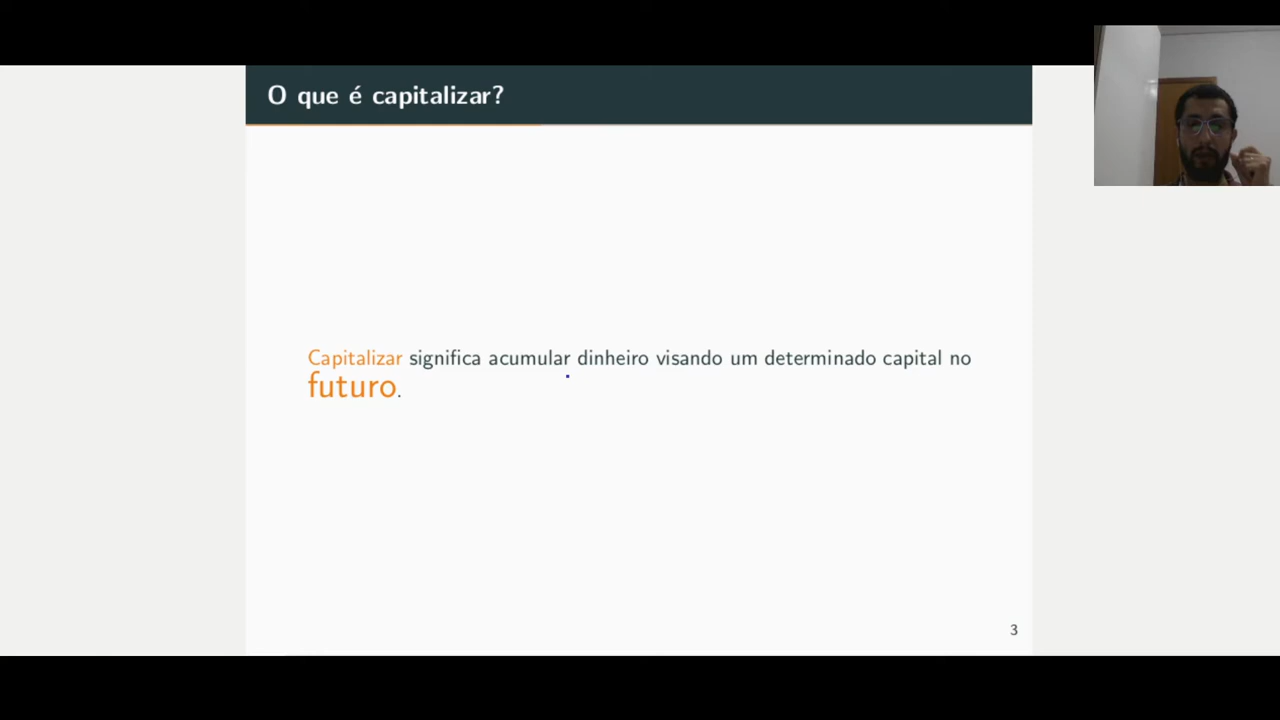 O que é capitalizar?
Capitalizar significa acumular dinheiro visando um determinado capital no
futuro.
3